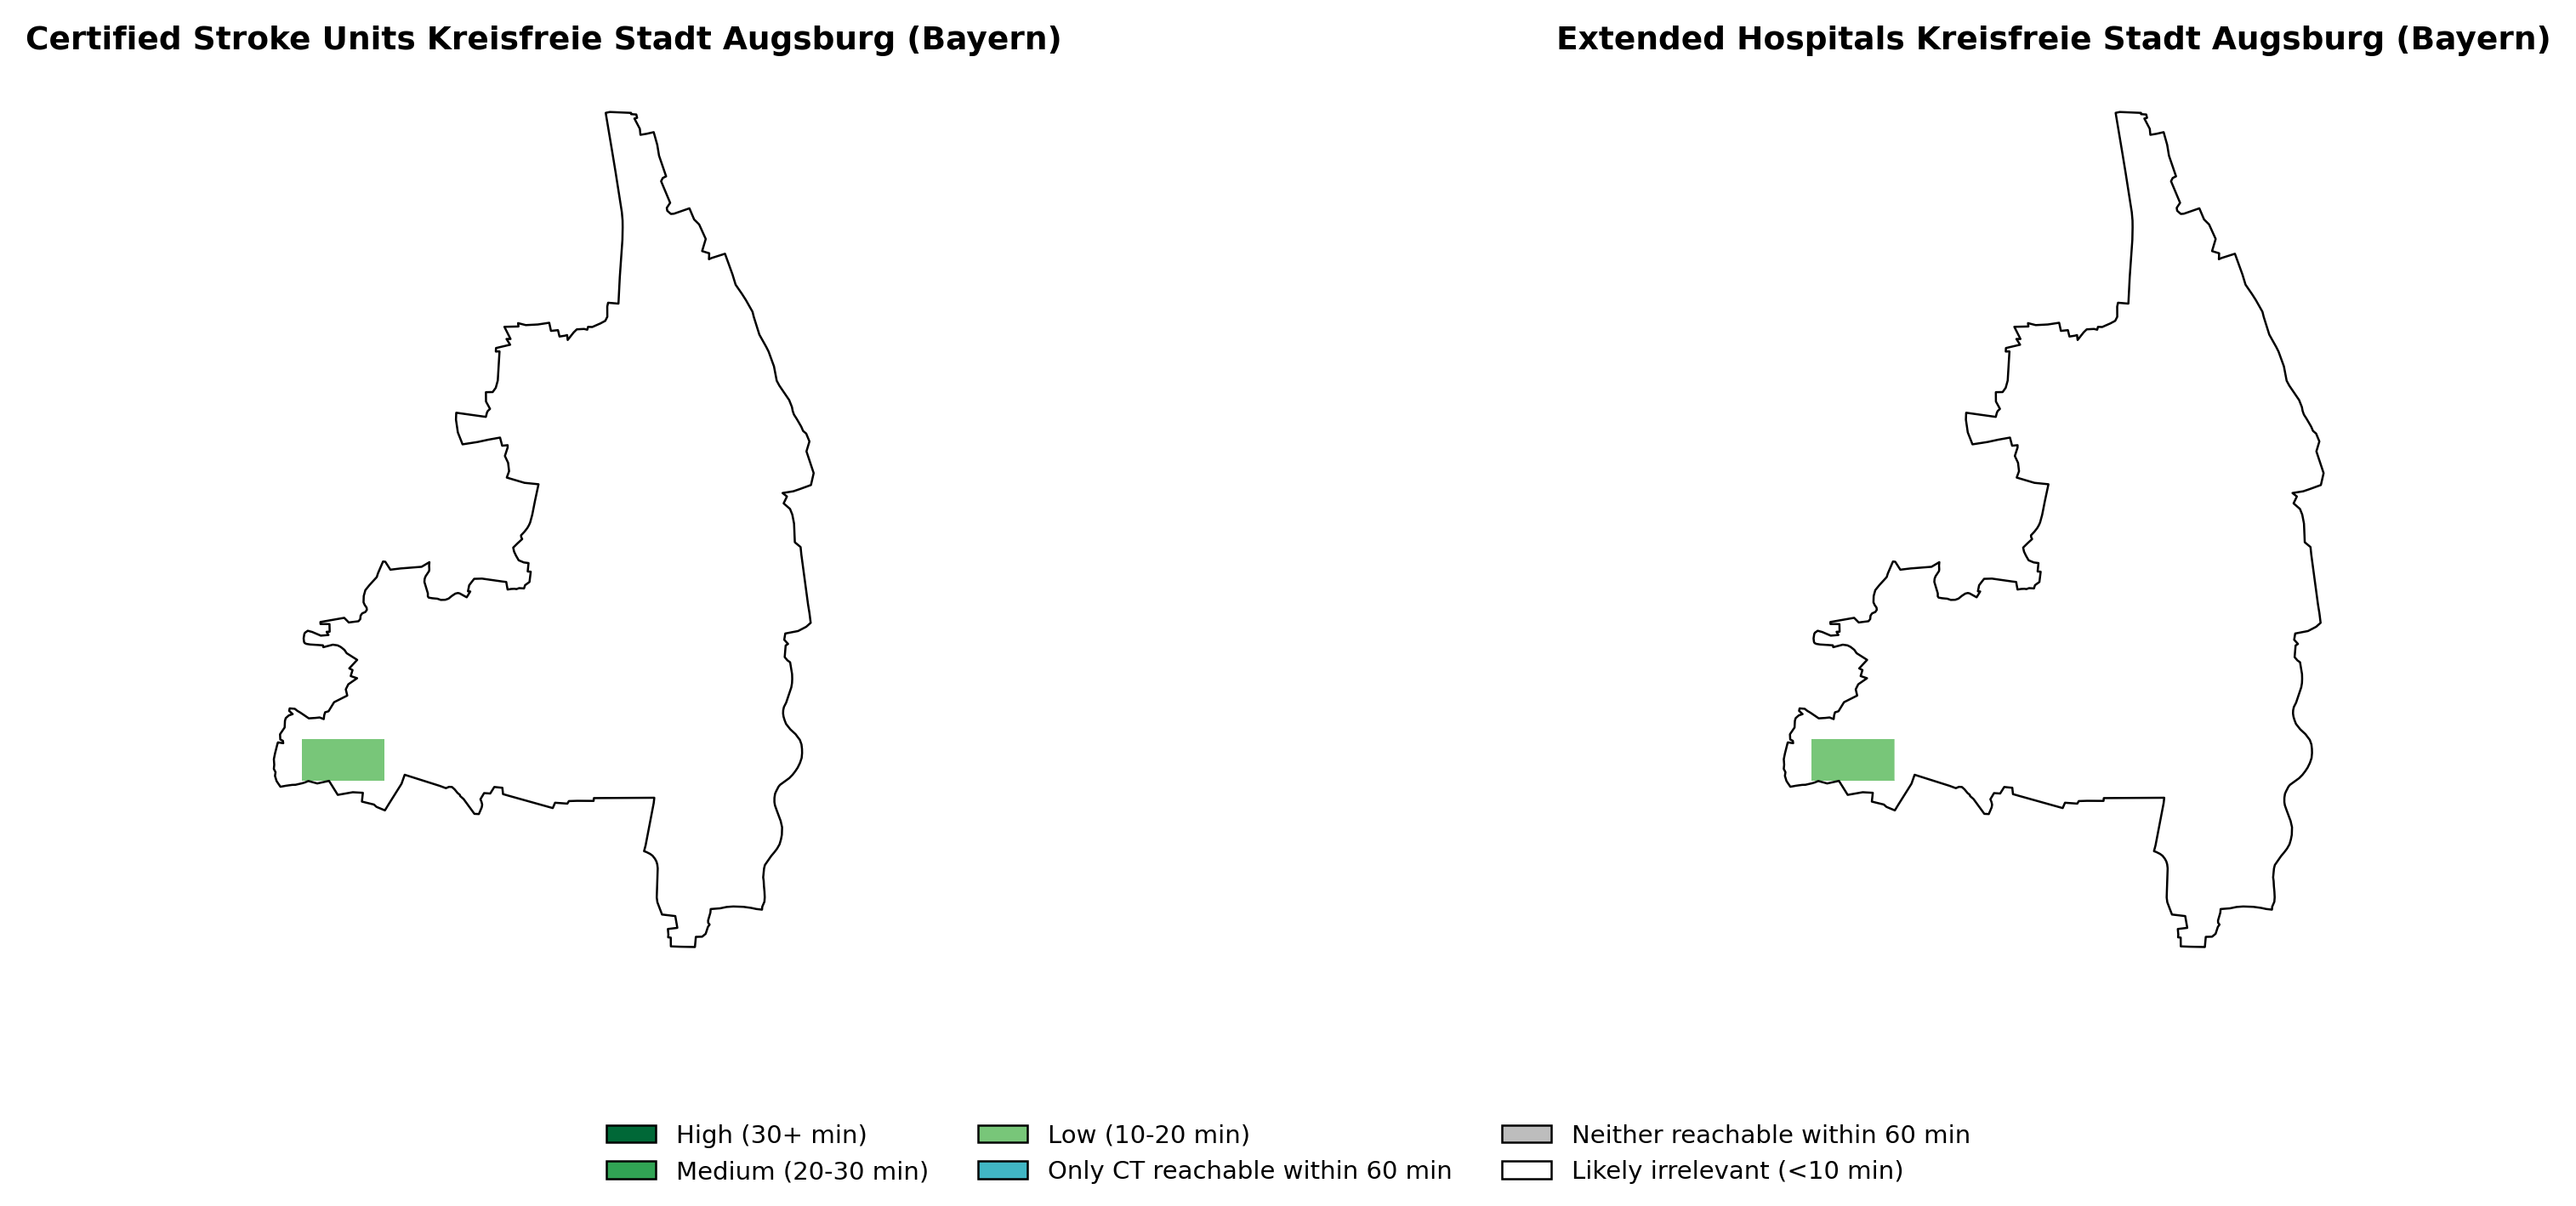 Certified Stroke Units Kreisfreie Stadt Augsburg (Bayern)
Extended Hospitals Kreisfreie Stadt Augsburg (Bayern)
High (30+ min)
Medium (20-30 min)
Low (10-20 min)
Only CT reachable within 60 min
Neither reachable within 60 min
Likely irrelevant (<10 min)